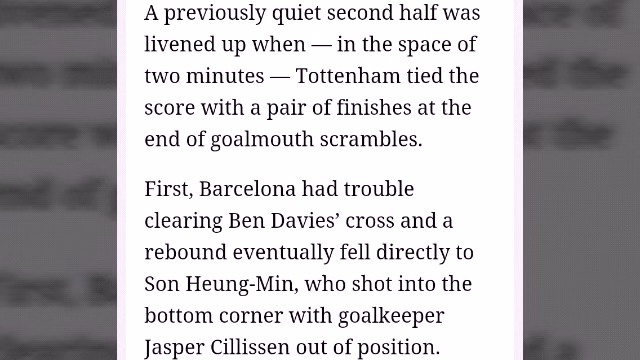 A previously quiet second half was
livened up when — in the space of
two minutes — Tottenham tied the
score with a pair of finishes at the
end of goalmouth scrambles.
First, Barcelona had trouble
clearing Ben Davies’ cross and a
rebound eventually fell directly to
Son Heung-Min, who shot into the
bottom corner with goalkeeper
Jasper Cillissen out of position.